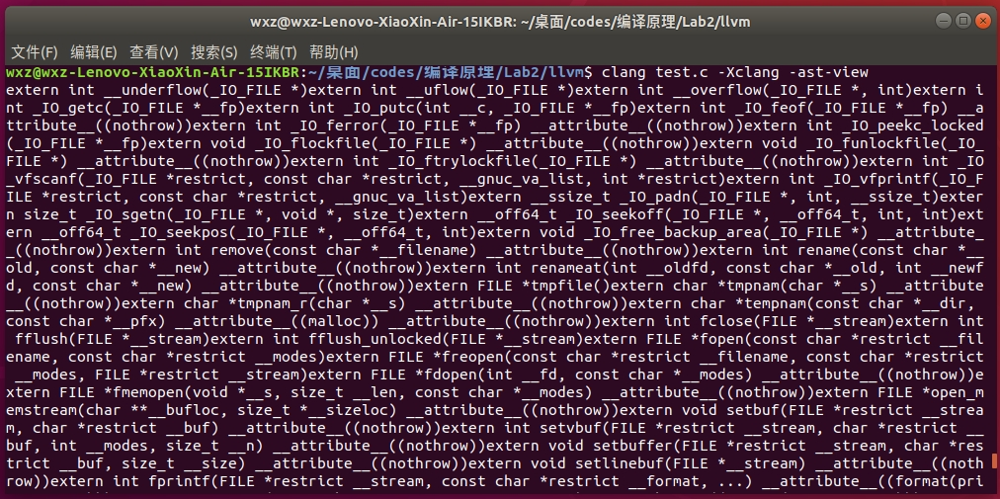 wxz@wxz-Lenovo-XiaoXin-Air-15IKBR: ~/桌面/codes/编译原理/Lab2/llvm
文件(F) 编辑(E) 查看(V) 搜索(S) 终端(T) 帮助(H)
wxz@wxz-Lenovo-XiaoXin-Air-15IKBR:~/桌面/codes/编译原理/Lab2/llvm$ clang test.c -Xclang -ast-view
extern int __underflow(_IO_FILE *)extern int __uflow(_IO_FILE *)extern int __overflow(_IO_FILE *, int)extern i
nt _IO_getc(_IO_FILE *__fp)extern int _IO_putc(int __c, _IO_FILE *__fp)extern int _IO_feof(_IO_FILE *__fp) __a
ttribute__((nothrow))extern int _IO_ferror(_IO_FILE *__fp) __attribute__((nothrow))extern int _IO_peekc_locked
(_IO_FILE *__fp)extern void _IO_flockfile(_IO_FILE *) __attribute__((nothrow))extern void _IO_funlockfile(_IO_
FILE *) __attribute__((nothrow))extern int _IO_ftrylockfile(_IO_FILE *) __attribute__((nothrow))extern int _IO
_vfscanf(_IO_FILE *restrict, const char *restrict, __gnuc_va_list, int *restrict)extern int _IO_vfprintf(_IO_F
ILE *restrict, const char *restrict, __gnuc_va_list)extern __ssize_t _IO_padn(_IO_FILE *, int, __ssize_t)exter
n size_t _IO_sgetn(_IO_FILE *, void *, size_t)extern __off64_t _IO_seekoff(_IO_FILE *, __off64_t, int, int)ext
ern __off64_t _IO_seekpos(_IO_FILE *, __off64_t, int)extern void _IO_free_backup_area(_IO_FILE *) __attribute_
_((nothrow))extern int remove(const char *__filename) __attribute__((nothrow))extern int rename(const char *__
old, const char *__new) __attribute__((nothrow))extern int renameat(int __oldfd, const char *__old, int __newf
d, const char *__new) __attribute__((nothrow))extern FILE *tmpfile()extern char *tmpnam(char *__s) __attribute
__((nothrow))extern char *tmpnam_r(char *__s) __attribute__((nothrow))extern char *tempnam(const char *__dir, 
const char *__pfx) __attribute__((malloc)) __attribute__((nothrow))extern int fclose(FILE *__stream)extern int
 fflush(FILE *__stream)extern int fflush_unlocked(FILE *__stream)extern FILE *fopen(const char *restrict __fil
ename, const char *restrict __modes)extern FILE *freopen(const char *restrict __filename, const char *restrict
 __modes, FILE *restrict __stream)extern FILE *fdopen(int __fd, const char *__modes) __attribute__((nothrow))e
xtern FILE *fmemopen(void *__s, size_t __len, const char *__modes) __attribute__((nothrow))extern FILE *open_m
emstream(char **__bufloc, size_t *__sizeloc) __attribute__((nothrow))extern void setbuf(FILE *restrict __strea
m, char *restrict __buf) __attribute__((nothrow))extern int setvbuf(FILE *restrict __stream, char *restrict __
buf, int __modes, size_t __n) __attribute__((nothrow))extern void setbuffer(FILE *restrict __stream, char *res
trict __buf, size_t __size) __attribute__((nothrow))extern void setlinebuf(FILE *__stream) __attribute__((noth
row))extern int fprintf(FILE *restrict __stream, const char *restrict __format, ...) __attribute__((format(pri